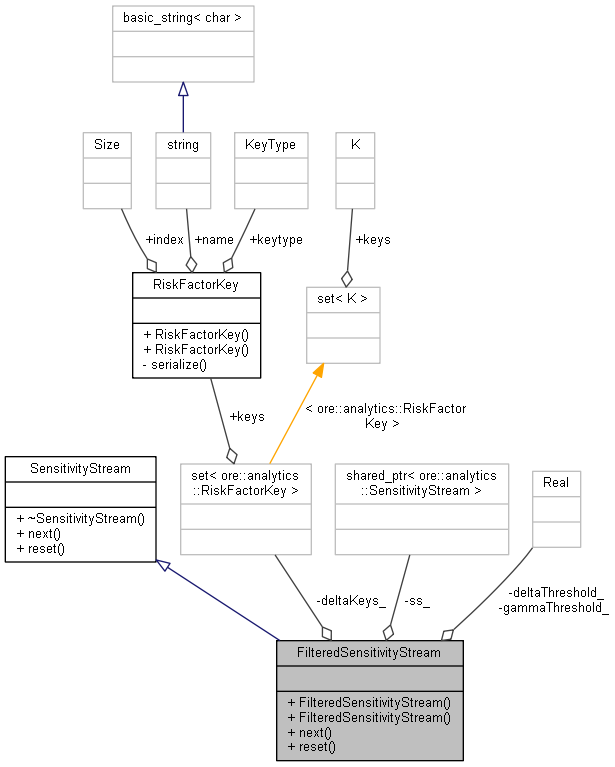 basic_string< char >
Size
string
KeyType
K
+index
+name
+keytype
+keys
RiskFactorKey
+ RiskFactorKey()
+ RiskFactorKey()
- serialize()
set< K >
+keys
< ore::analytics::RiskFactor
Key >
SensitivityStream
+ ~SensitivityStream()
+ next()
+ reset()
set< ore::analytics
::RiskFactorKey >
shared_ptr< ore::analytics
::SensitivityStream >
Real
-deltaKeys_
-ss_
-deltaThreshold_
-gammaThreshold_
FilteredSensitivityStream
+ FilteredSensitivityStream()
+ FilteredSensitivityStream()
+ next()
+ reset()